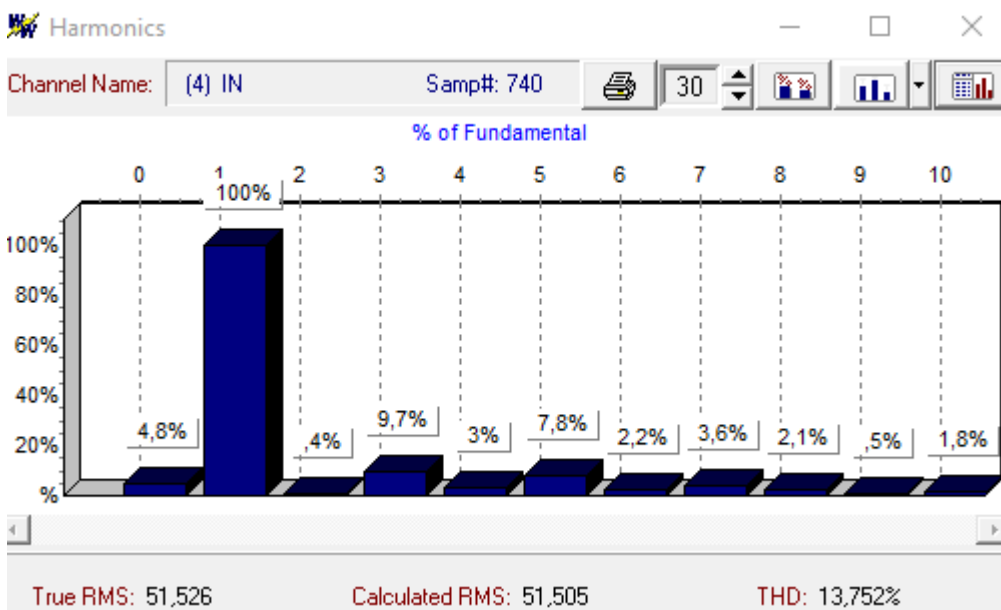 Harmonics
Channel Name: (4) IN Samp#: 740 30
% of Fundamental
0 1 2 3 4 5 6 7 8 9 10
100%
100%
80%
60%
40%
4,8% ,4% 9,7% 3% 7,8% 2,2% 3,6% 2,1% ,5% 1,8%
20%
%
True RMS: 51,526 Calculated RMS: 51,505 THD: 13,752%